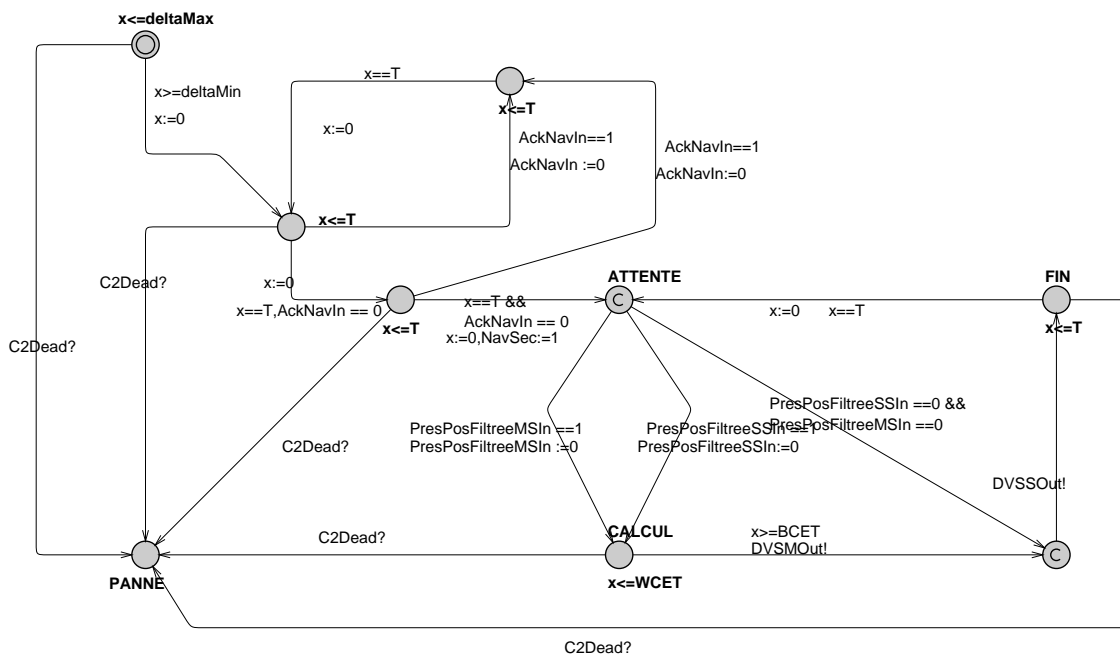 x<=deltaMax
x==T
x>=deltaMin
x<=T
x:=0
x:=0
AckNavIn==1
AckNavIn==1
AckNavIn :=0
AckNavIn:=0
x<=T
C2Dead?
x:=0
ATTENTE
FIN
x==T,AckNavIn == 0
x==T &&
x:=0
x==T
AckNavIn == 0
x<=T
x<=T
x:=0,NavSec:=1
C2Dead?
PresPosFiltreeSSIn ==0 &&
PresPosFiltreeMSIn ==0
PresPosFiltreeMSIn ==1
PresPosFiltreeSSIn ==1
C2Dead?
PresPosFiltreeMSIn :=0
PresPosFiltreeSSIn:=0
DVSSOut!
CALCUL
x>=BCET
C2Dead?
DVSMOut!
C
C
PANNE
x<=WCET
C2Dead?